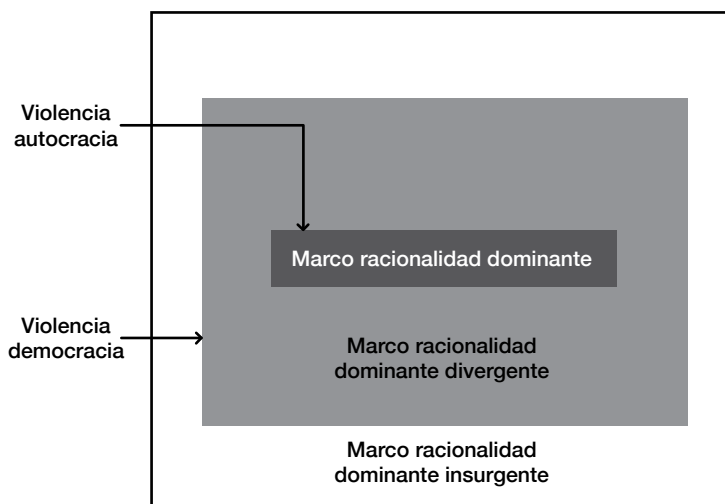 Violencia
autocracia
Marco racionalidad dominante
Violencia
democracia
Marco racionalidad
dominante divergente
Marco racionalidad
dominante insurgente